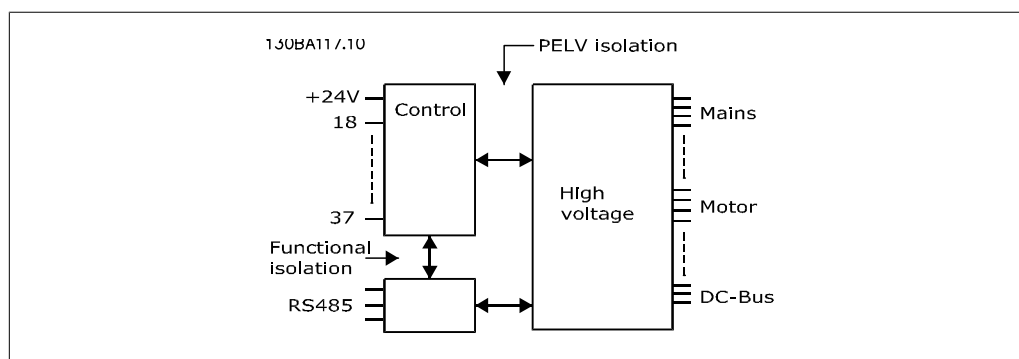 130BA117.10
PELV isolation
+24V
Control
18
Mains
High
voltage
Motor
37
Functional
isolation
RS485
DC-Bus